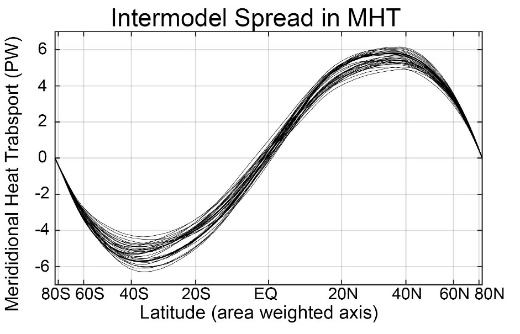 Intermodel Spread in MHT
Merididional Heat Trabsport (PW)
6
4
2
0
-2
-4
-6
80S 60S 40S 20S EQ 20N 40N 60N 80N
Latitude (area weighted axis)